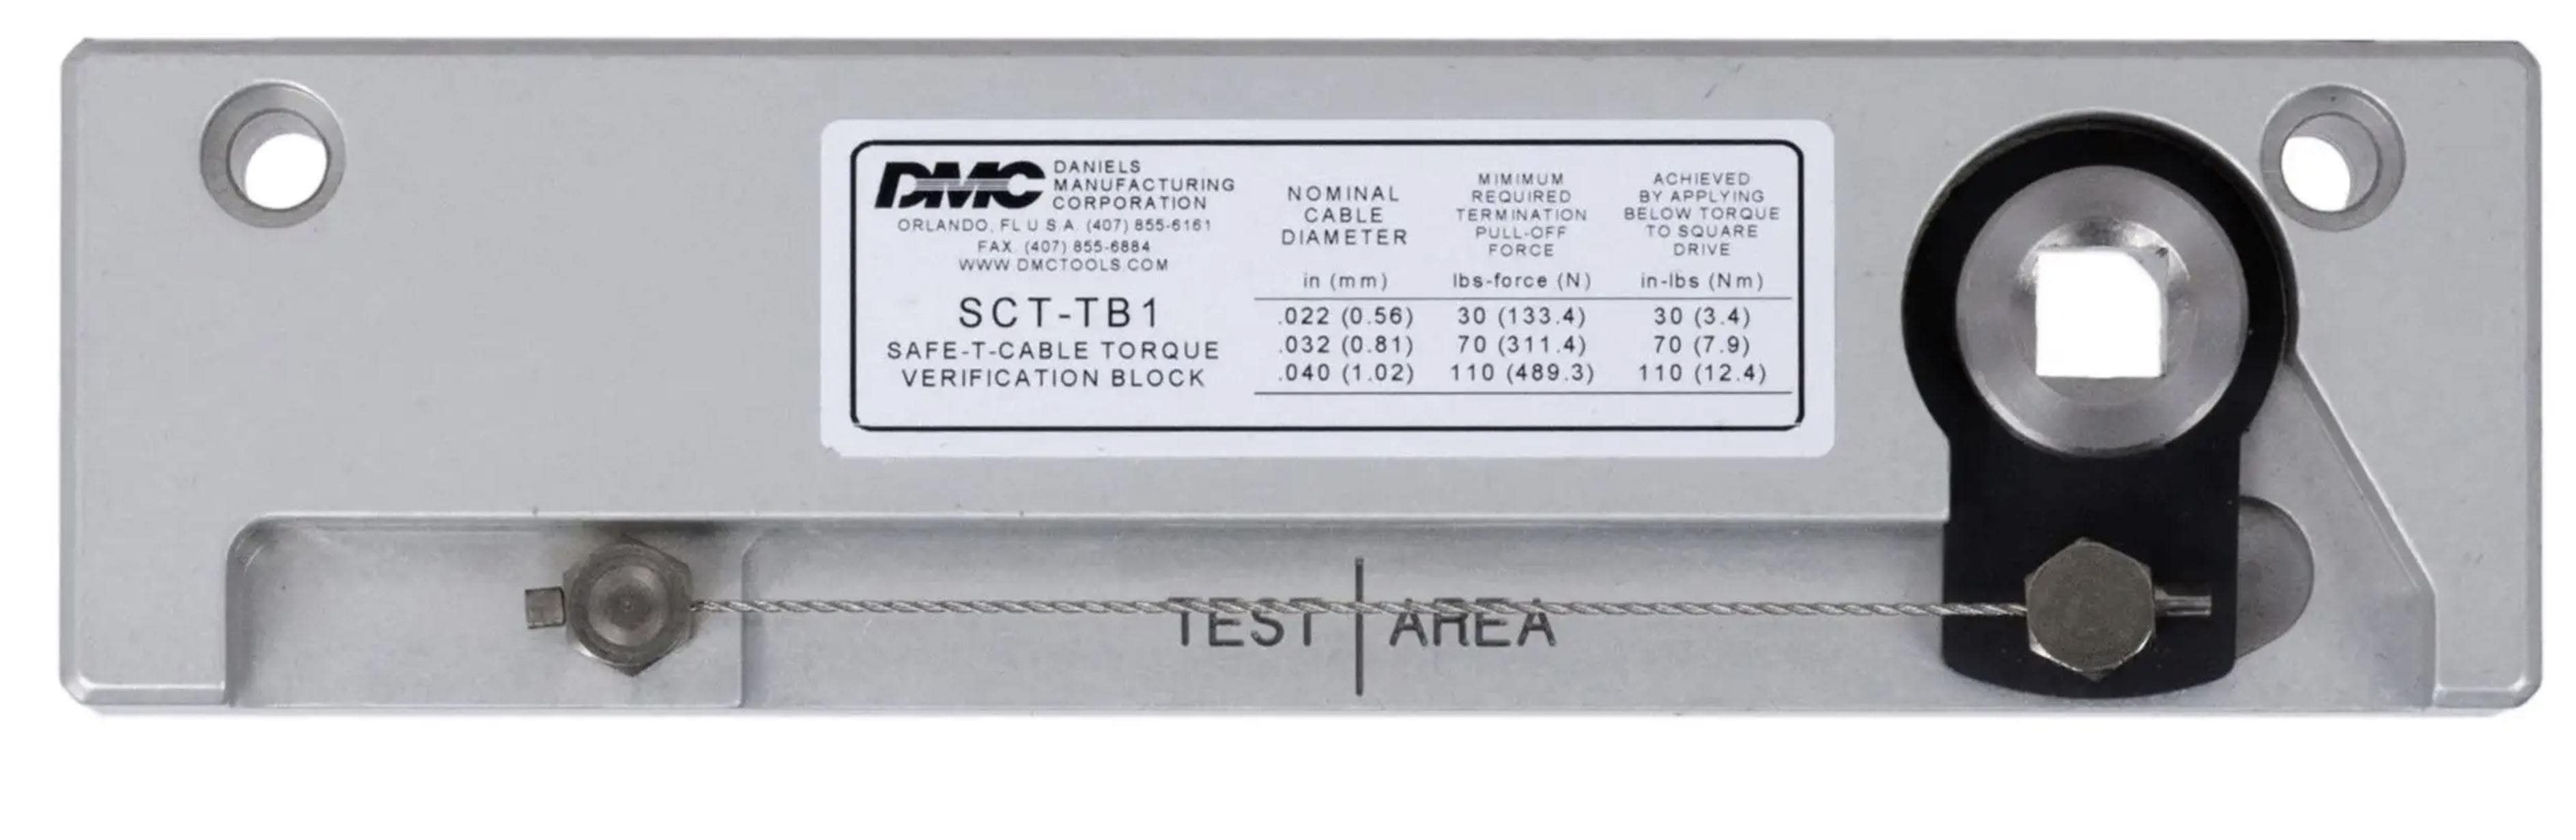 DMC
DANIELS
MANUFACTURING
CORPORATION
ORLANDO, FL U S A. (407) 855-6161
FAX. (407) 855-6884
WWW.DMCTOOLS.COM
SCT-TB1
SAFE-T-CABLE TORQUE
VERIFICATION BLOCK
NOMINAL
CABLE
DIAMETER
in (mm)
MIMIMUM
REQUIRED
TERMINATION
PULL-OFF
FORCE
lbs-force (N)
ACHIEVED
BY APPLYING
BELOW TORQUE
TO SQUARE
DRIVE
in-lbs (Nm)
.022 (0.56) 30 (133.4) 30 (3.4)
.032 (0.81) 70 (311.4) 70 (7.9)
.040 (1.02) 110 (489.3) 110 (12.4)
TEST AREA